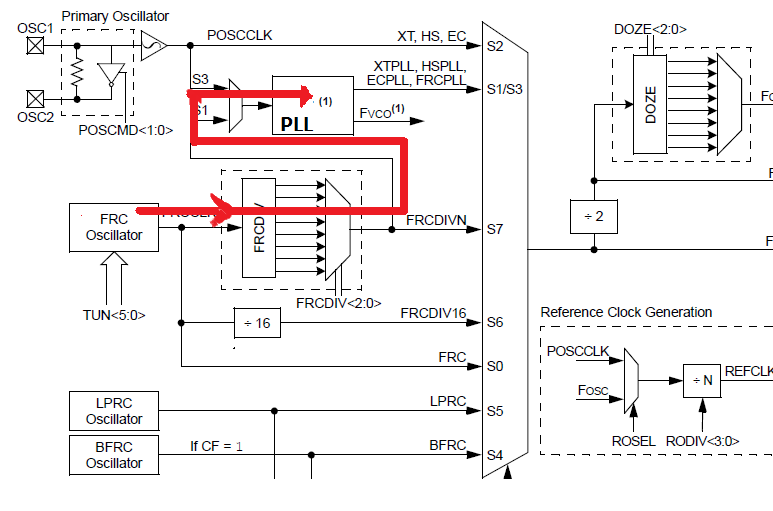 Primary Oscillator
OSC1
POSCCLK
XT, HS, EC
S2
DOZE<2:0>
XTPLL, HSPLL,
ECPLL, FRCPLL
S1/S3
S3
(1)
PLL
FVCO(1)
S1
OSC2
POSCMD<1:0>
DOZE
÷ 2
FRC
Oscillator
TUN<5:0>
FRCDIVN
S7
FRCDIV<2:0>
÷ 16
FRCDIV16
S6
FRC
S0
LPRC
Oscillator
LPRC
S5
BFRC
Oscillator
If CF = 1
BFRC
S4
Reference Clock Generation
POSCCLK
FOSC
÷ N
REFCLK
ROSEL
RODIV<3:0>